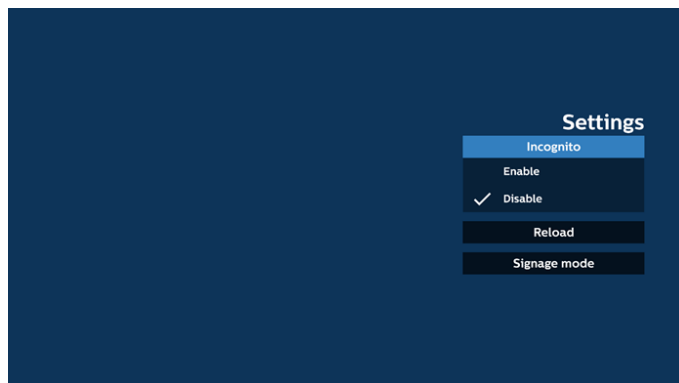 Settings
Incognito
Enable
Disable
Reload
Signage mode